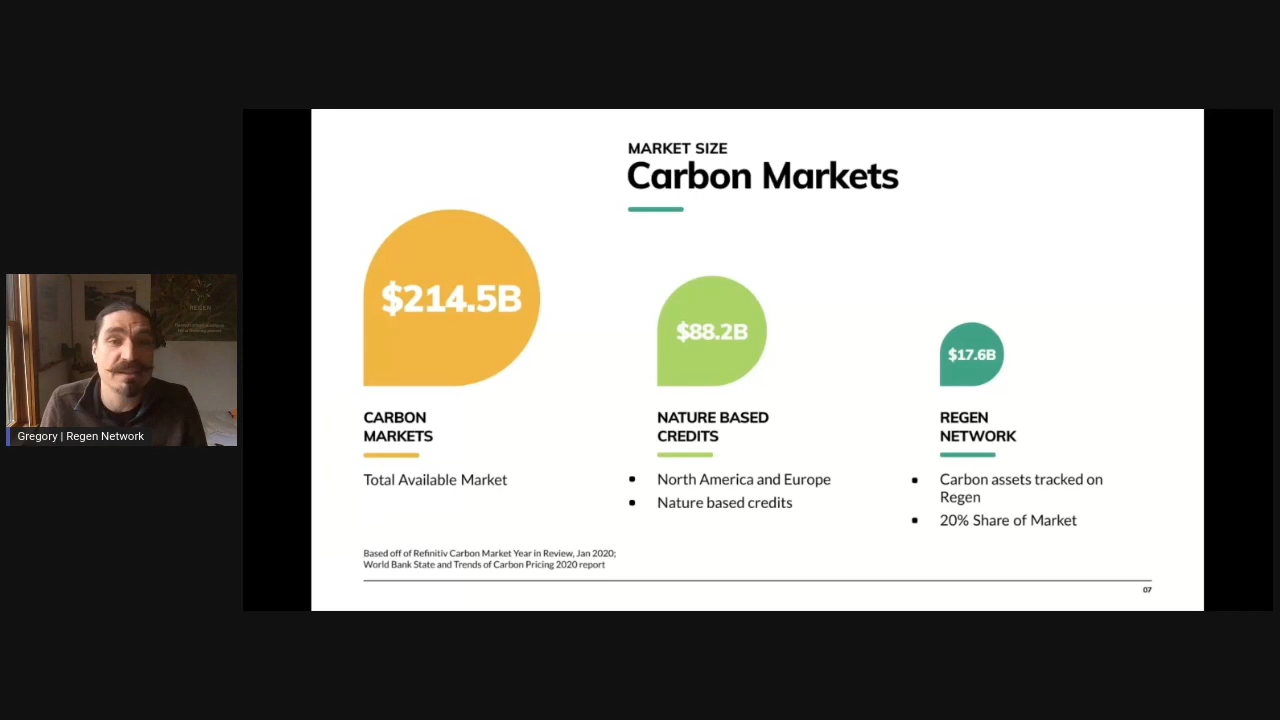 MARKET SIZE
Carbon Markets
$214.5B
$88.2B
$17.6B
CARBON
MARKETS
Total Available Market
NATURE BASED
CREDITS
North America and Europe
Nature based credits
REGEN
NETWORK
Carbon assets tracked on
Regen
20% Share of Market
Based off of Refinitiv Carbon Market Year in Review, Jan 2020;
World Bank State and Trends of Carbon Pricing 2020 report
07
REGEN
Gregory | Regen Network